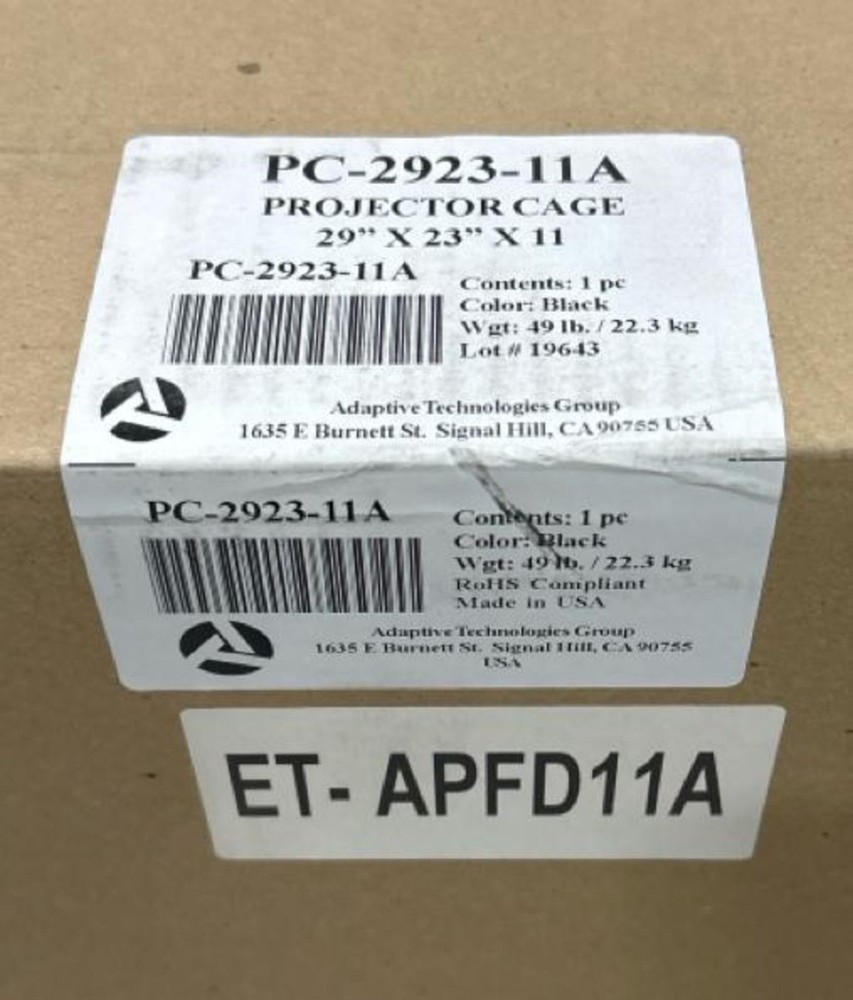 PC-2923-11A
PROJECTOR CAGE
29” X 23” X 11
PC-2923-11A
Contents: 1 pc
Color: Black
Wgt: 49 lb. / 22.3 kg
Lot # 19643
Adaptive Technologies Group
1635 E Burnett St. Signal Hill, CA 90755 USA
PC-2923-11A
Contents: 1 pc
Color: Black
Wgt: 49 lb. / 22.3 kg
RoHS Compliant
Made in USA
Adaptive Technologies Group
1635 E Burnett St. Signal Hill, CA 90755
USA
ET- APFD11A